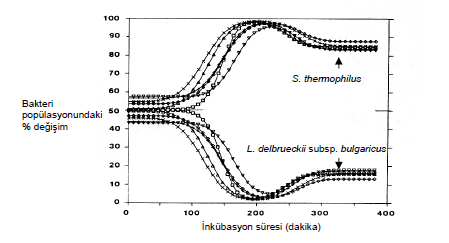 100
90
80
70
60
50
40
30
20
10
0
Bakteri
popülasyonundaki
% değişim
S. thermophilus
L. delbrueckii subsp. bulgaricus
0 100 200 300 400
İnkübasyon süresi (dakika)